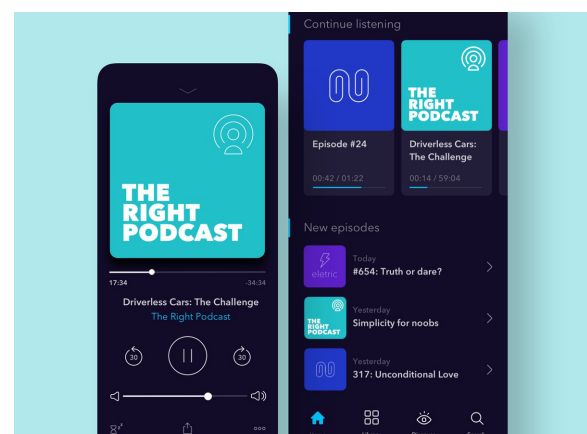 THE
RIGHT
PODCAST
17:34
-34:34
Driverless Cars: The Challenge
The Right Podcast
30
30
Continue listening
THE
RIGHT
PODCAST
Episode #24
Driverless Cars:
The Challenge
00:42 / 01:22
00:14 / 59:04
New episodes
eletric
Today
#654: Truth or dare?
THE
RIGHT
PODCAST
Yesterday
Simplicity for noobs
Yesterday
317: Unconditional Love